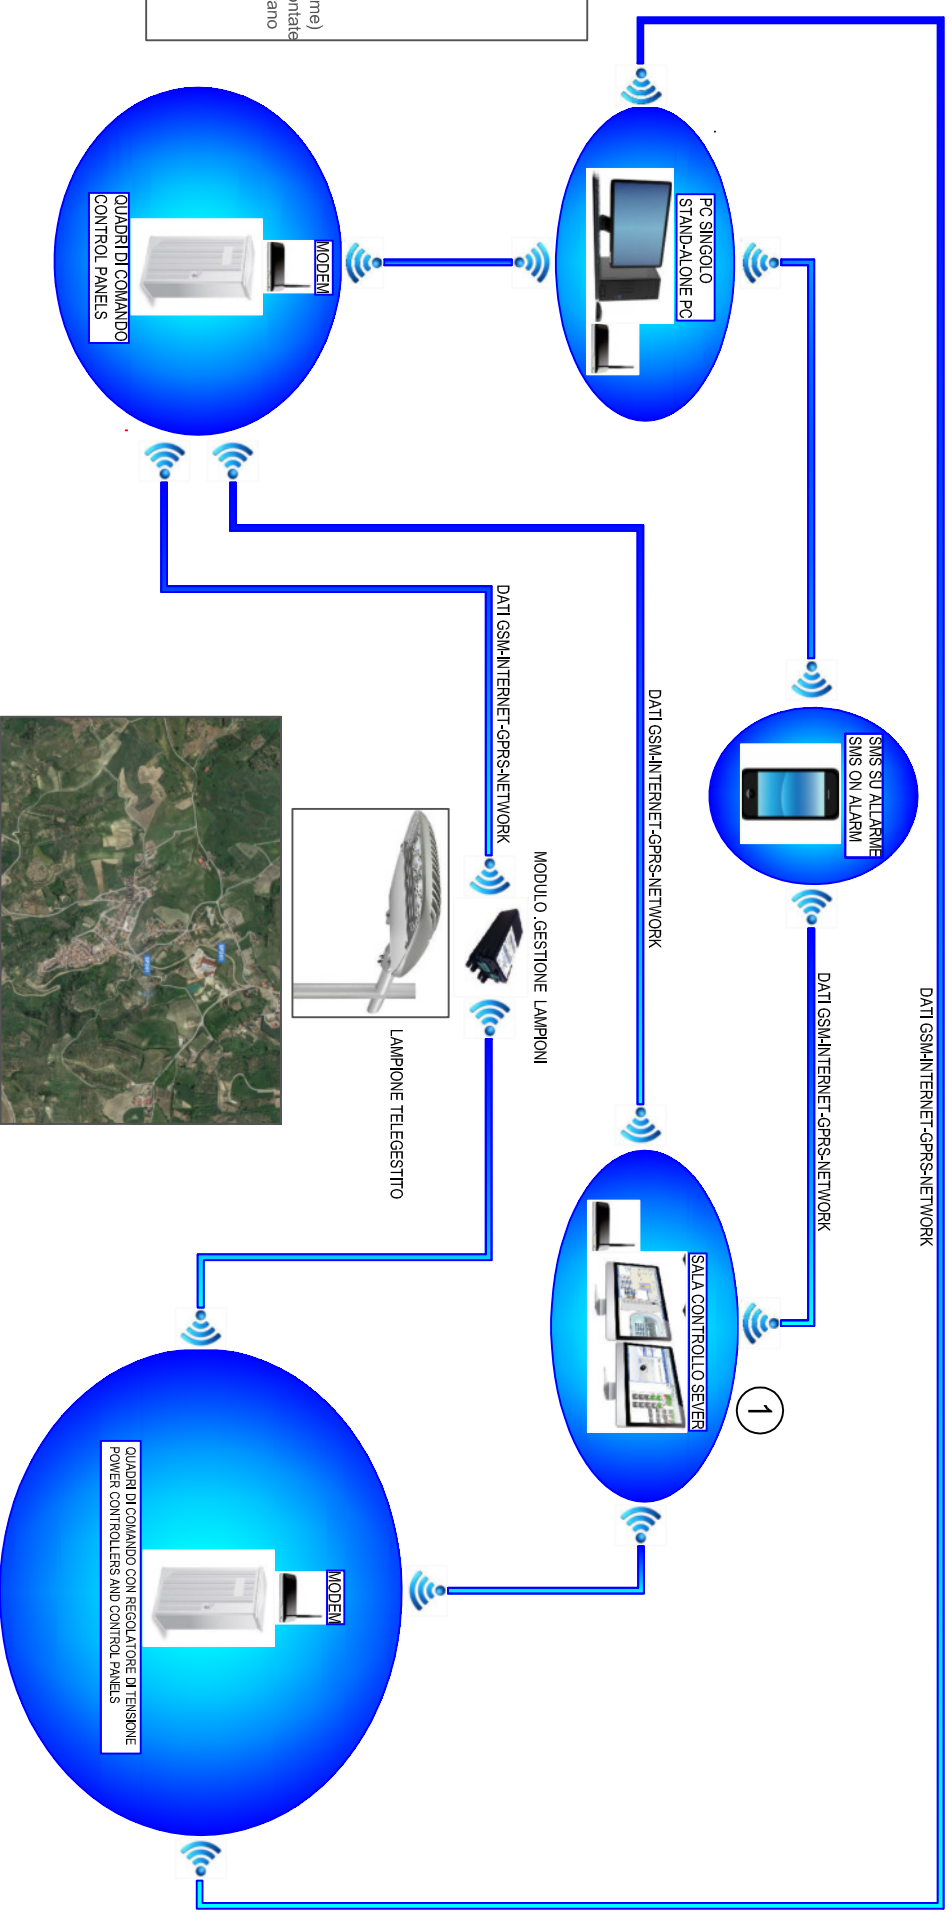 me)
ontate
ano
DATI GSM-INTERNET-GPRS-NETWORK
PC SINGOLO
STAND-ALONE PC
SMS SU ALLARME
SMS ON ALARM
DATI GSM-INTERNET-GPRS-NETWORK
1
MODEM
QUADRI DI COMANDO
CONTROL PANELS
DATI GSM-INTERNET-GPRS-NETWORK
SALA CONTROLLO SEVER
DATI GSM-INTERNET-GPRS-NETWORK
MODULO .GESTIONE LAMPIONI
LAMPIONE TELEGESTITO
MODEM
QUADRI DI COMANDO CON REGOLATORE DI TENSIONE
POWER CONTROLLERS AND CONTROL PANELS